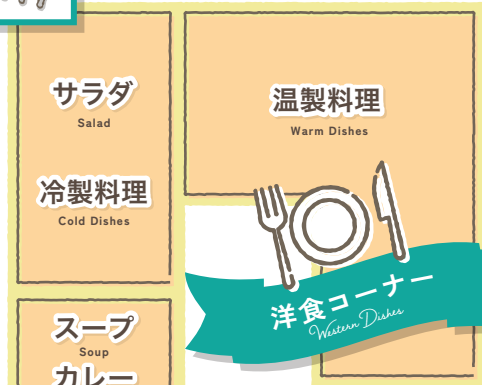 サラダ
Salad
冷製料理
Cold Dishes
温製料理
Warm Dishes
洋食コーナー
Western Dishes
スープ
Soup
カレー